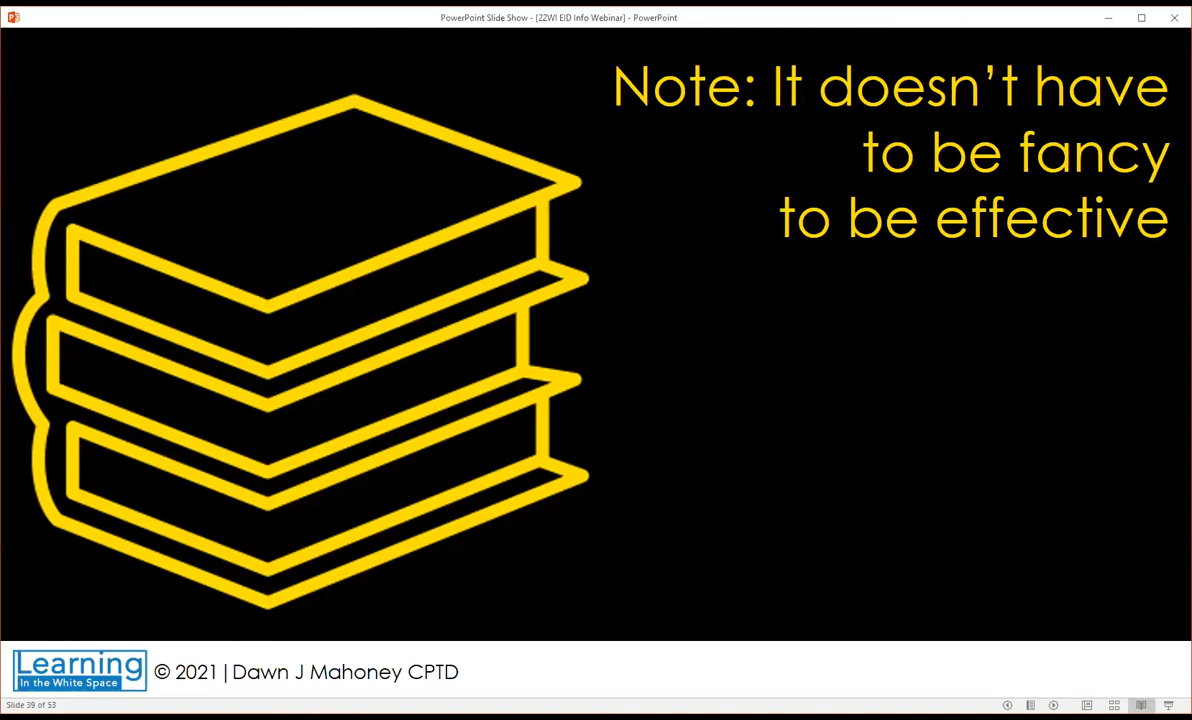 PowerPoint Slide Show - [22WI EID Info Webinar] - PowerPoint
Note: It doesn’t have
to be fancy
to be effective
Learning
In the White Space
© 2021 | Dawn J Mahoney CPTD
Slide 39 of 53